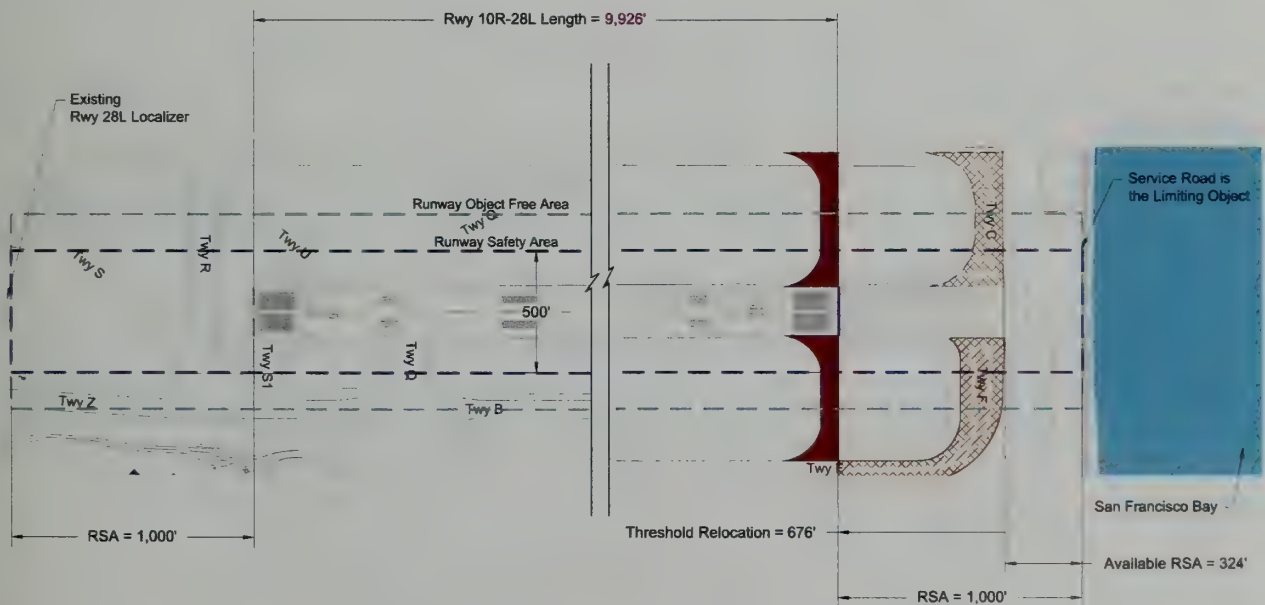 Rwy 10R-28L Length = 9,926'
Existing
Rwy 28L Localizer
Service Road is
the Limiting Object
Runway Object Free Area
Twy Q
Twy C
Runway Safety Area
Twy S
Twy R
Twy U
500'
Twy S1
Twy Q
Twy F
Twy Z
Twy B
Twy E
San Francisco Bay
RSA = 1,000'
Threshold Relocation = 676'
Available RSA = 324'
RSA = 1,000'